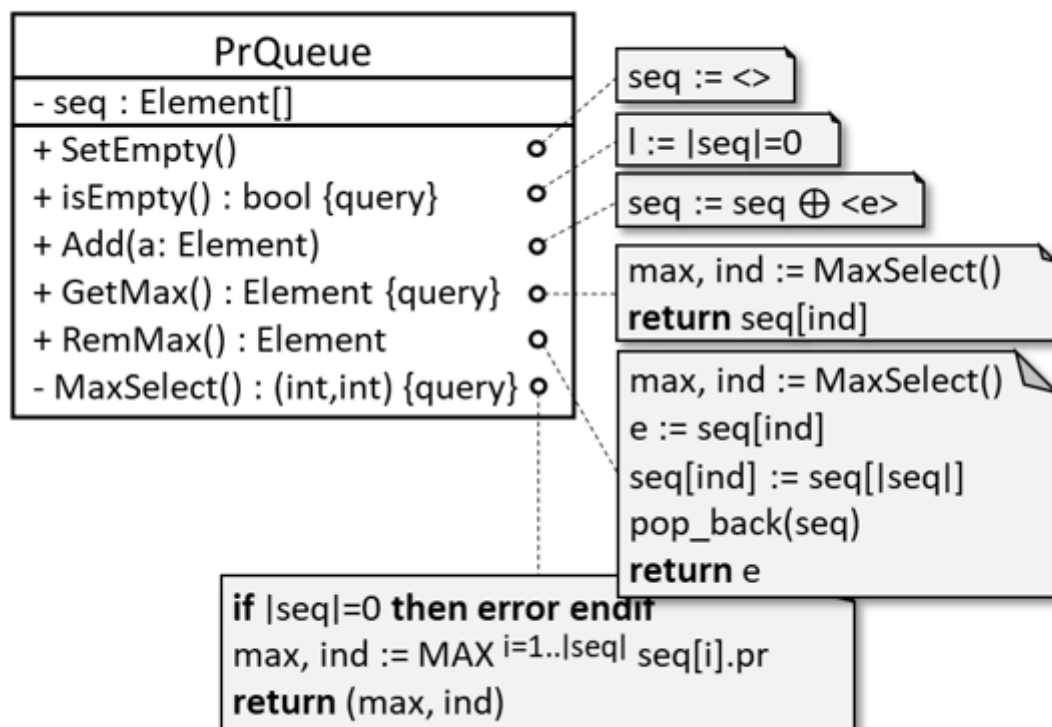 PrQueue
- seq : Element[]
+ SetEmpty()
+ isEmpty() : bool {query}
+ Add(a: Element)
+ GetMax() : Element {query}
+ RemMax() : Element
- MaxSelect() : (int,int) {query}
seq := <>
l := |seq|=0
seq := seq ⊕ <e>
max, ind := MaxSelect()
return seq[ind]
max, ind := MaxSelect()
e := seq[ind]
seq[ind] := seq[|seq|]
pop_back(seq)
return e
if |seq|=0 then error endif
max, ind := MAX i=1..|seq| seq[i].pr
return (max, ind)